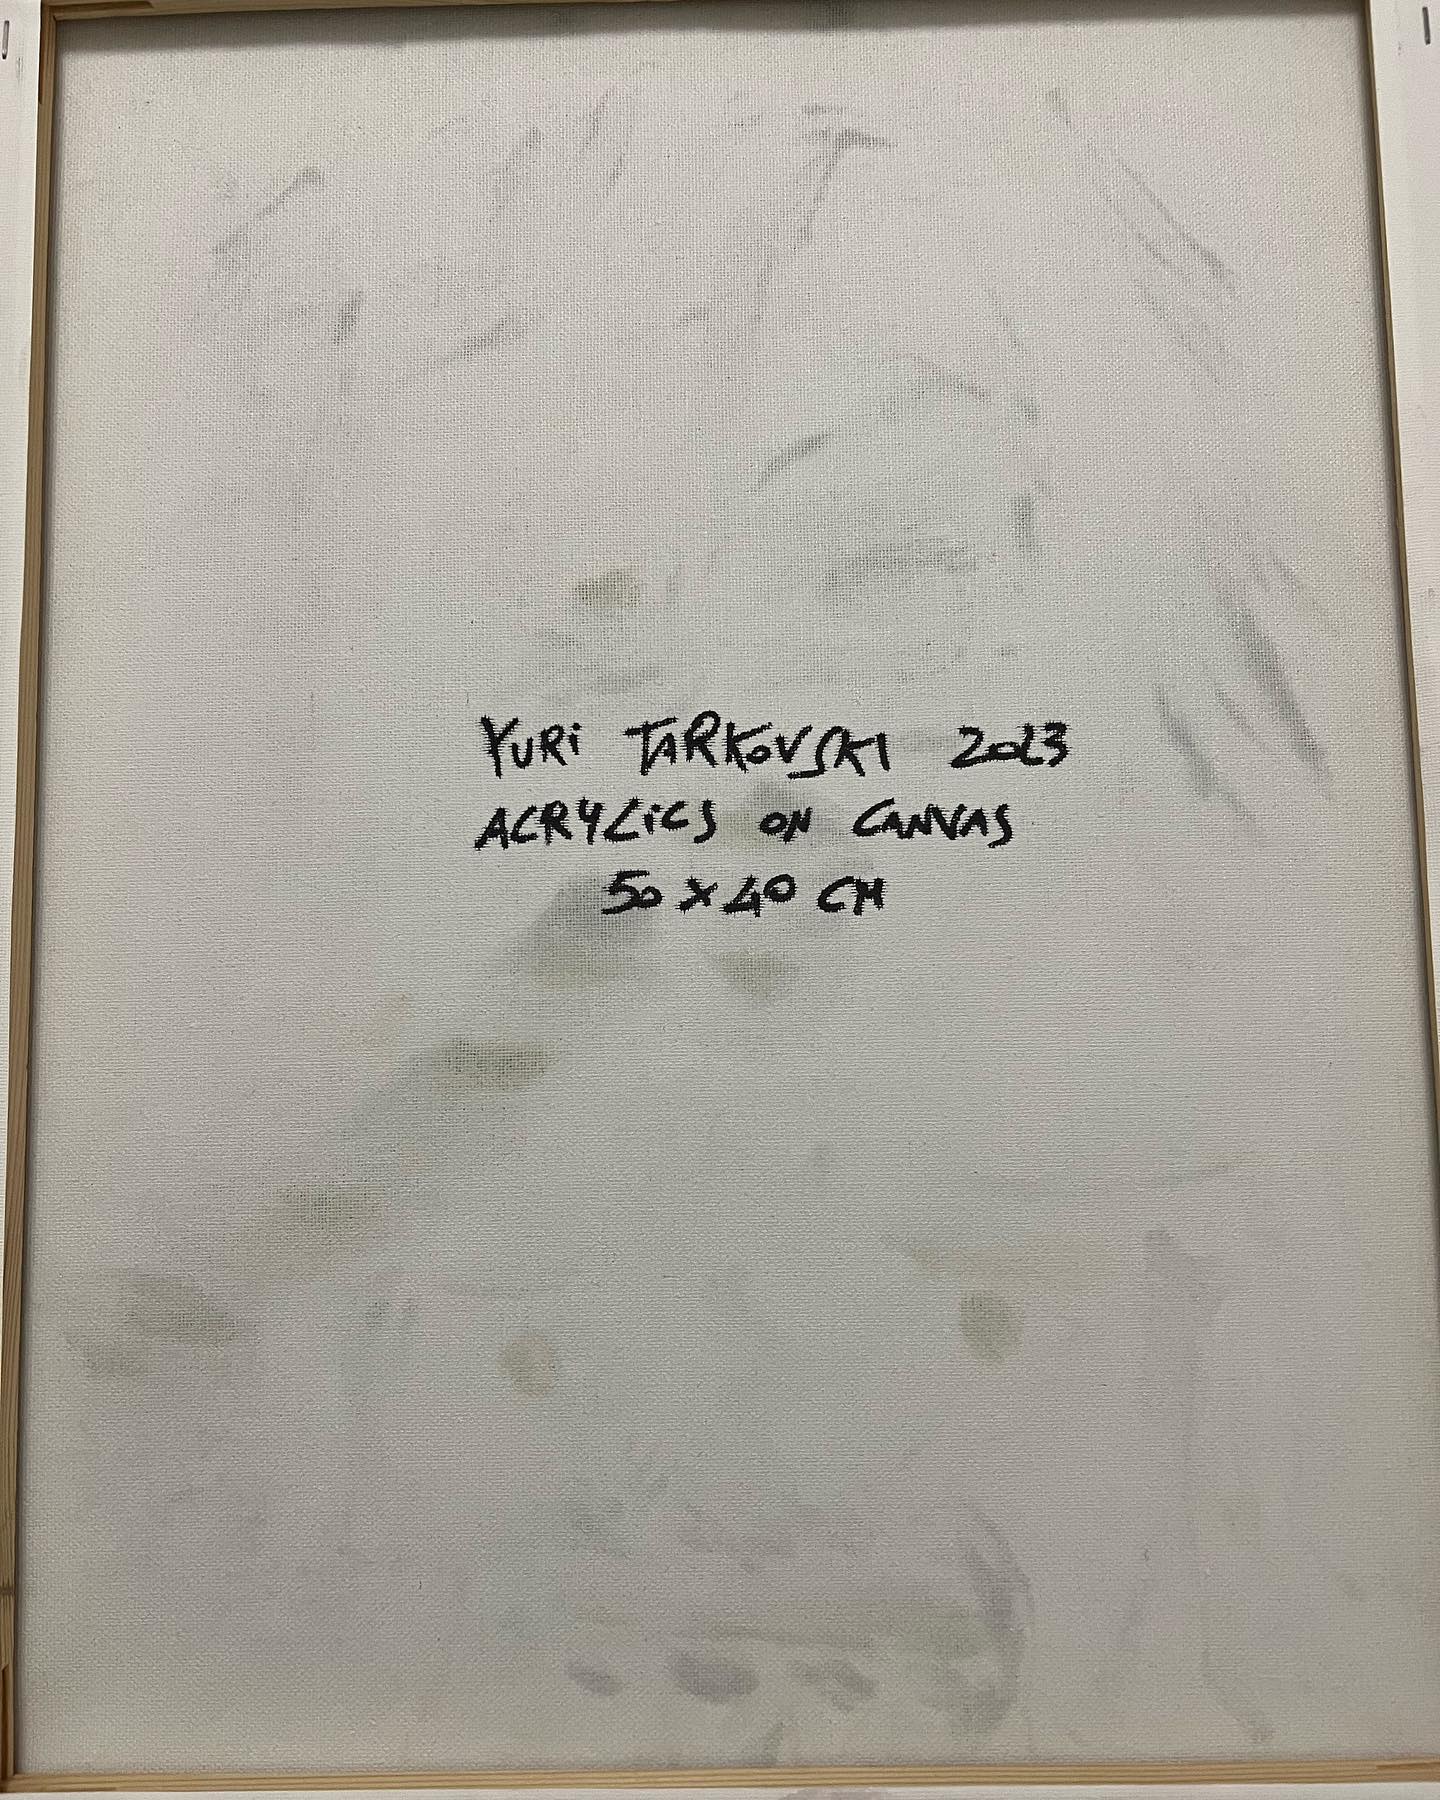 YURi TARKOVSKI 2023
ACRYLiCS ON CANVAS
50 x 40 CM